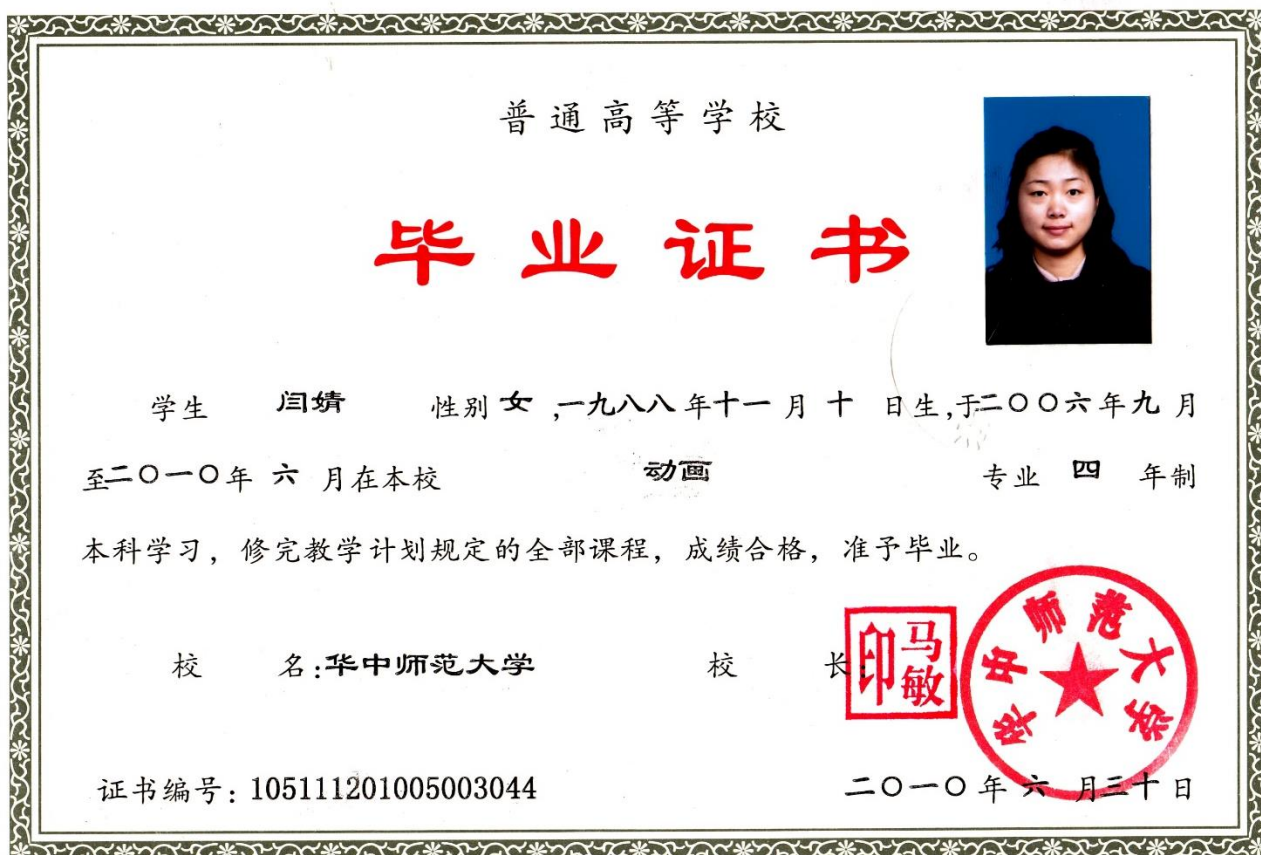 普通高等学校
毕业证书
学生 闫婧 性别 女 ,一九八八年十一月十 日生,于二〇〇六年九月
至二〇一〇年 六 月在本校 动画 专业 四 年制
本科学习，修完教学计划规定的全部课程，成绩合格，准予毕业。
校 名:华中师范大学 校 长:
马敏印
华中师范大学
证书编号: 105111201005003044 二〇一〇年 六 月三十日